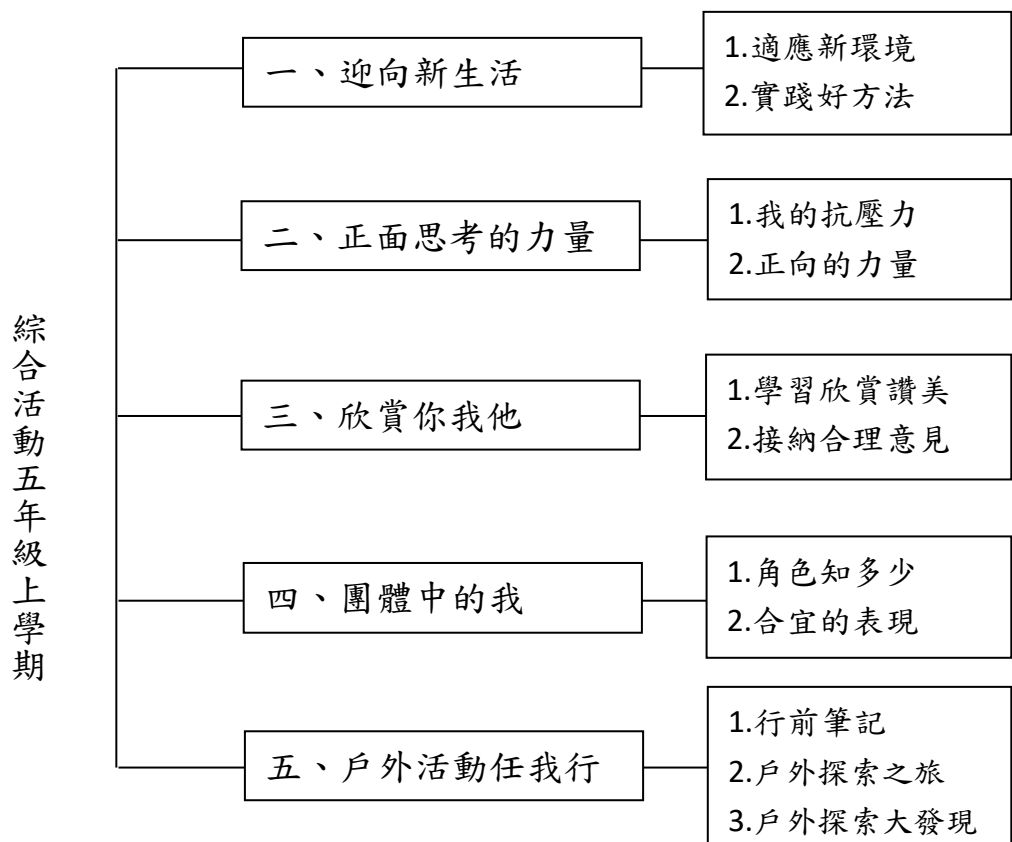 綜合活動五年級上學期
一、迎向新生活
1.適應新環境
2.實踐好方法
二、正面思考的力量
1.我的抗壓力
2.正向的力量
三、欣賞你我他
1.學習欣賞讚美
2.接納合理意見
四、團體中的我
1.角色知多少
2.合宜的表現
五、戶外活動任我行
1.行前筆記
2.戶外探索之旅
3.戶外探索大發現